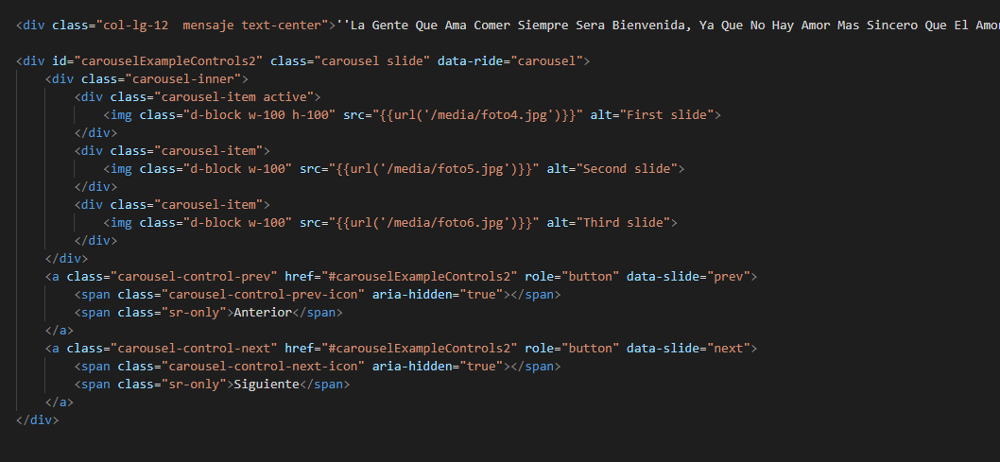 <div class="col-lg-12  mensaje text-center">''La Gente Que Ama Comer Siempre Sera Bienvenida, Ya Que No Hay Amor Mas Sincero Que El Amor
<div id="carouselExampleControls2" class="carousel slide" data-ride="carousel">
<div class="carousel-inner">
<div class="carousel-item active">
<img class="d-block w-100 h-100" src="{{url('/media/foto4.jpg')}}" alt="First slide">
</div>
<div class="carousel-item">
<img class="d-block w-100" src="{{url('/media/foto5.jpg')}}" alt="Second slide">
</div>
<div class="carousel-item">
<img class="d-block w-100" src="{{url('/media/foto6.jpg')}}" alt="Third slide">
</div>
</div>
<a class="carousel-control-prev" href="#carouselExampleControls2" role="button" data-slide="prev">
<span class="carousel-control-prev-icon" aria-hidden="true"></span>
<span class="sr-only">Anterior</span>
</a>
<a class="carousel-control-next" href="#carouselExampleControls2" role="button" data-slide="next">
<span class="carousel-control-next-icon" aria-hidden="true"></span>
<span class="sr-only">Siguiente</span>
</a>
</div>